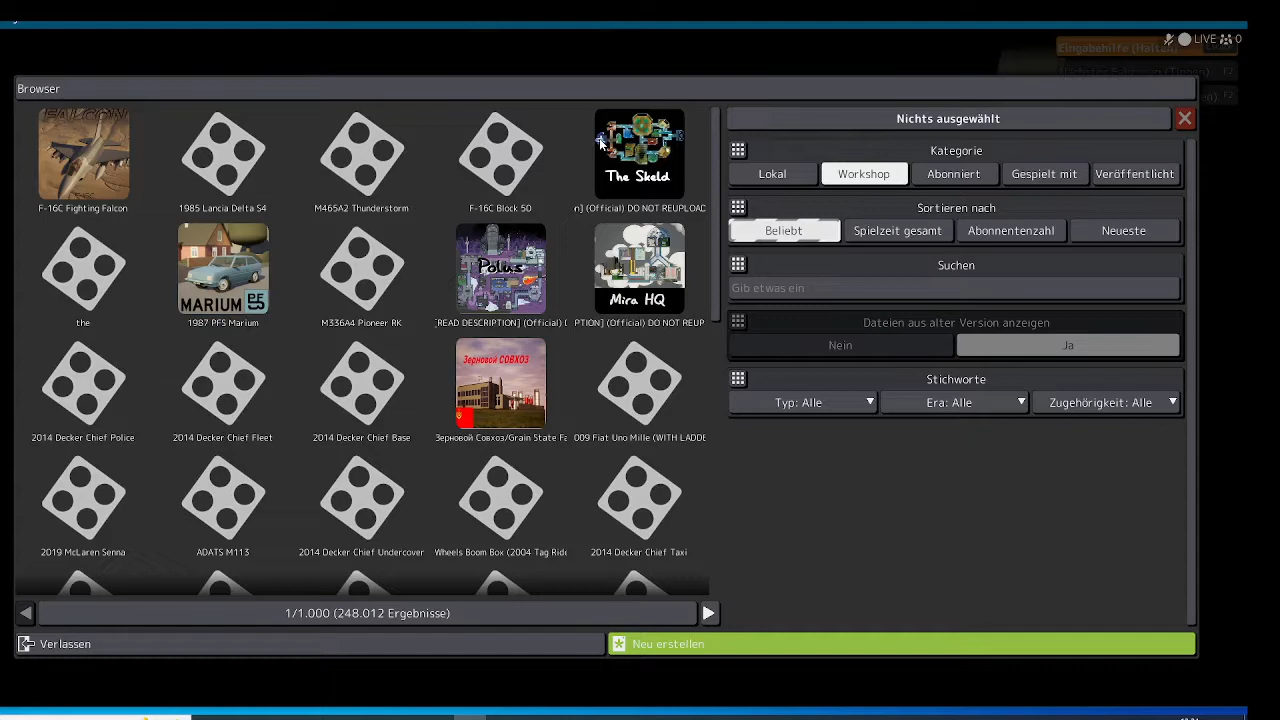 LIVE 0
Eingabehilfe (Halten)
F2
F2
Browser
FALCON
The Skeld
F-16C Fighting Falcon
1985 Lancia Delta S4
M465A2 Thunderstorm
F-16C Block 50
n] (Official) DO NOT REUPLOAD
MARIUM PFS
Polus
Mira HQ
the
1987 PFS Marium
M336A4 Pioneer RK
[READ DESCRIPTION] (Official) (
PTION] (Official) DO NOT REUP
Зерновой СОВХОЗ
2014 Decker Chief Police
2014 Decker Chief Fleet
2014 Decker Chief Base
Зерновой Совхоз/Grain State Fa
009 Fiat Uno Mille (WITH LADDE
2019 McLaren Senna
ADATS M113
2014 Decker Chief Undercover
Wheels Boom Box (2004 Tag Ride
2014 Decker Chief Taxi
1/1.000 (248.012 Ergebnisse)
Nichts ausgewählt
Kategorie
Lokal
Workshop
Abonniert
Gespielt mit
Veröffentlicht
Sortieren nach
Beliebt
Spielzeit gesamt
Abonnentenzahl
Neueste
Suchen
Gib etwas ein
Dateien aus alter Version anzeigen
Nein
Ja
Stichworte
Typ: Alle
Era: Alle
Zugehörigkeit: Alle
Verlassen
Neu erstellen